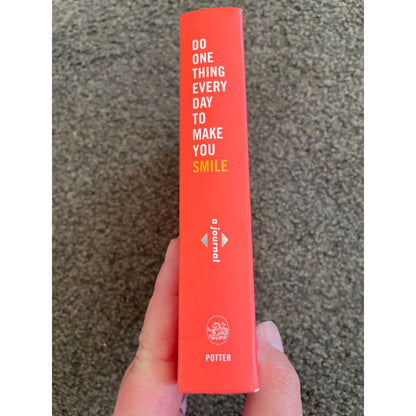 DO
ONE
THING
EVERY
DAY
TO
MAKE
YOU
SMILE
a journal
POTTER